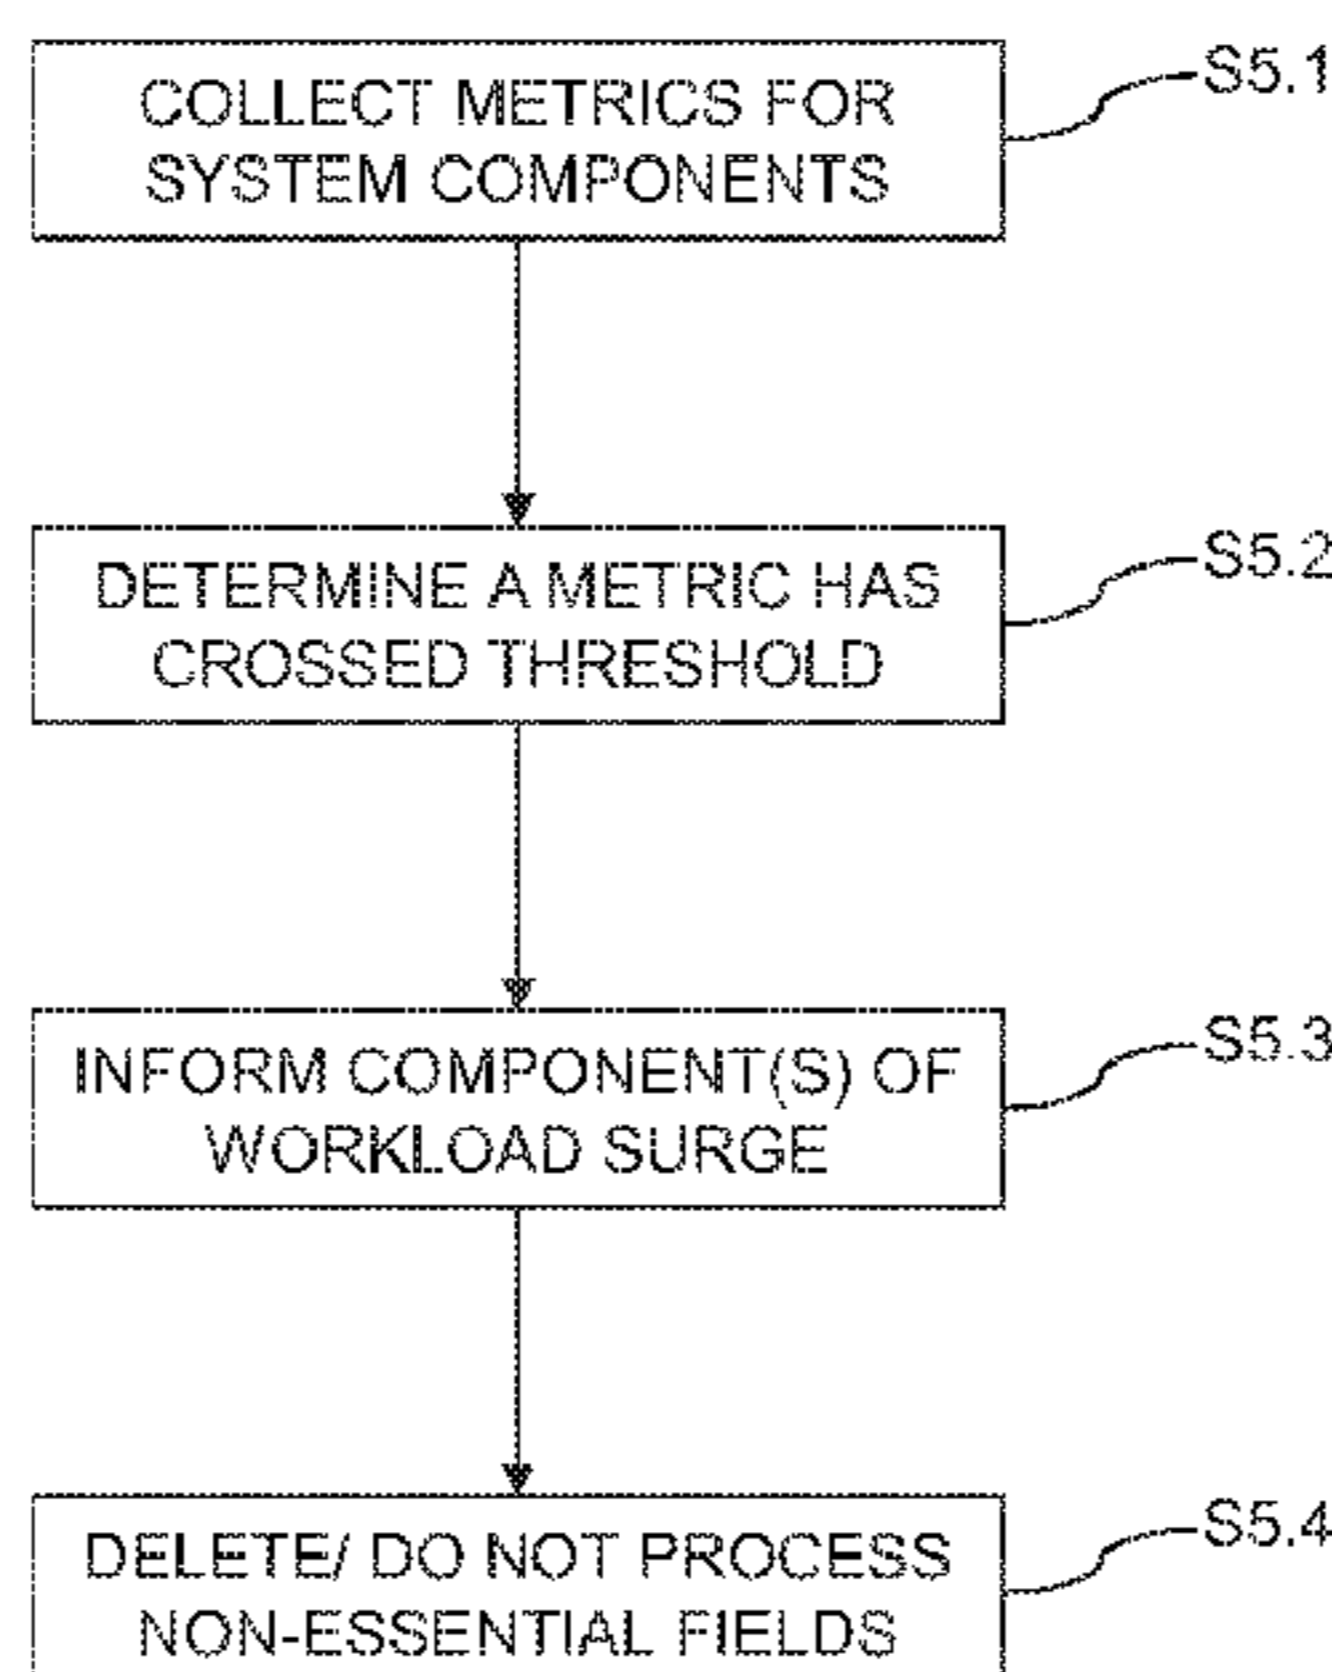 COLLECT METRICS FOR
SYSTEM COMPONENTS
S5.1
DETERMINE A METRIC HAS
CROSSED THRESHOLD
S5.2
INFORM COMPONENT(S) OF
WORKLOAD SURGE
S5.3
DELETE/ DO NOT PROCESS
NON-ESSENTIAL FIELDS
S5.4